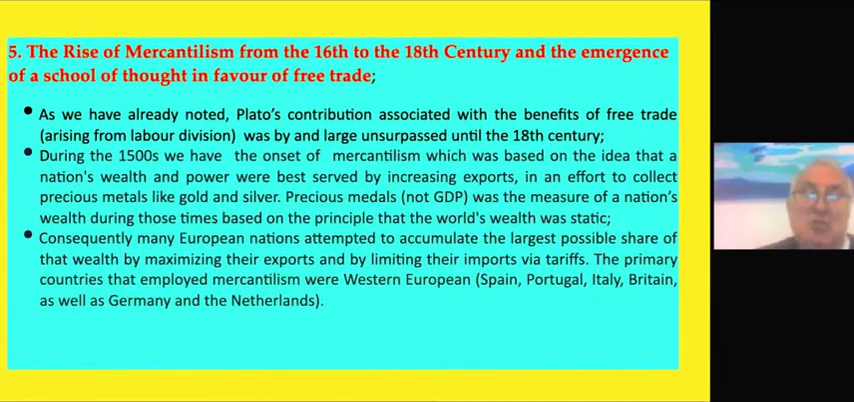 5. The Rise of Mercantilism from the 16th to the 18th Century and the emergence
of a school of thought in favour of free trade;
• As we have already noted, Plato's contribution associated with the benefits of free trade
(arising from labour division) was by and large unsurpassed until the 18th century;
• During the 1500s we have the onset of mercantilism which was based on the idea that a
nation's wealth and power were best served by increasing exports, in an effort to collect
precious metals like gold and silver. Precious medals (not GDP) was the measure of a nation's
wealth during those times based on the principle that the world's wealth was static;
• Consequently many European nations attempted to accumulate the largest possible share of
that wealth by maximizing their exports and by limiting their imports via tariffs. The primary
countries that employed mercantilism were Western European (Spain, Portugal, Italy, Britain,
as well as Germany and the Netherlands).